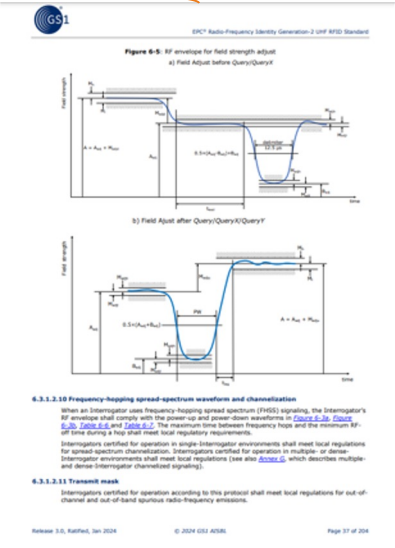 GS1
EPC® Radio-Frequency Identity Generation-2 UHF RFID Standard
Figure 6-5: RF envelope for field strength adjust
a) Field Adjust before Query/QueryX
Field strength
delimiter
12.5 µs
time
b) Field Ajust after Query/QueryX/QueryY
Field strength
PW
time
6.3.1.2.10 Frequency-hopping spread-spectrum waveform and channelization
When an Interrogator uses frequency-hopping spread spectrum (FHSS) signaling, the Interrogator's
RF envelope shall comply with the power-up and power-down waveforms in Figure 6-3a, Figure
6-3b, Table 6-6 and Table 6-7. The maximum time between frequency hops and the minimum RF-
off time during a hop shall meet local regulatory requirements.
Interrogators certified for operation in single-Interrogator environments shall meet local regulations
for spread-spectrum channelization. Interrogators certified for operation in multiple- or dense-
Interrogator environments shall meet local regulations (see also Annex G, which describes multiple-
and dense-Interrogator channelized signaling).
6.3.1.2.11 Transmit mask
Interrogators certified for operation according to this protocol shall meet local regulations for out-of-
channel and out-of-band spurious radio-frequency emissions.
Release 3.0, Ratified, Jan 2024 © 2024 GS1 AISBL Page 37 of 204